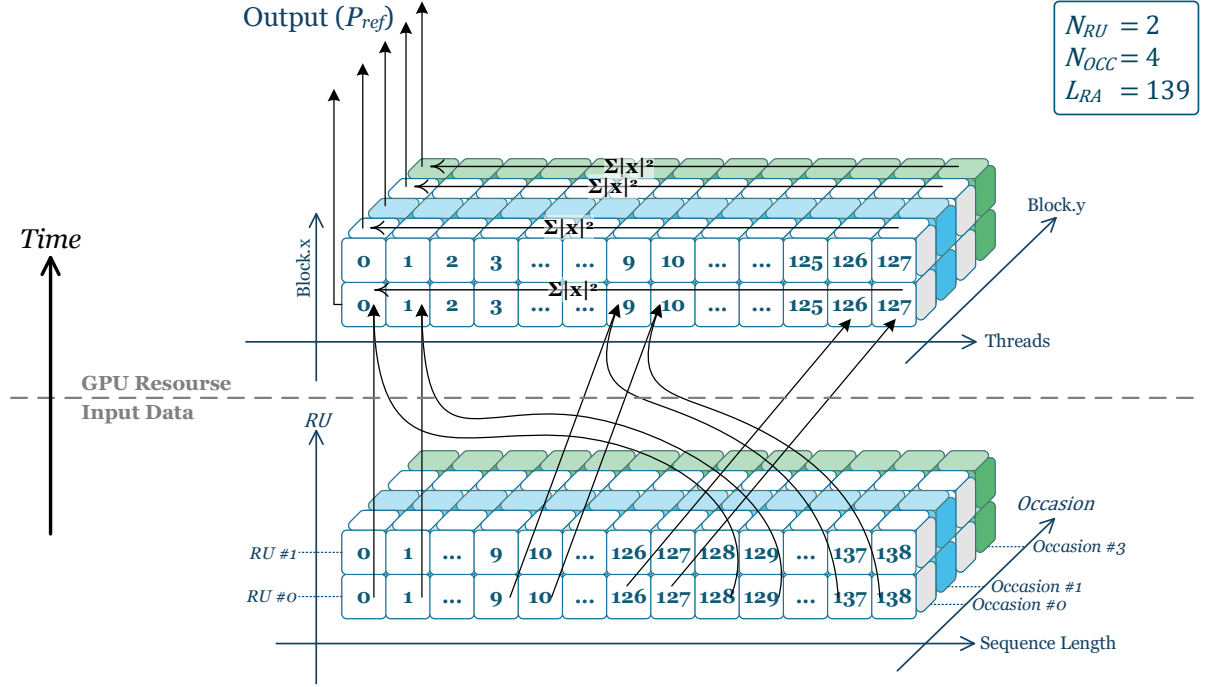 Output (P_ref)
N_RU = 2
N_OCC = 4
L_RA = 139
Σ|x|²
Σ|x|²
Σ|x|²
Block.y
Time
Block.x
0 1 2 3 ... ... 9 10 ... ... 125 126 127
Σ|x|²
0 1 2 3 ... ... 9 10 ... ... 125 126 127
Threads
GPU Resourse
Input Data
RU
Occasion
RU #1 0 1 ... 9 10 ... 126 127 128 129 ... 137 138
Occasion #3
RU #0 0 1 ... 9 10 ... 126 127 128 129 ... 137 138
Occasion #1
Occasion #0
Sequence Length